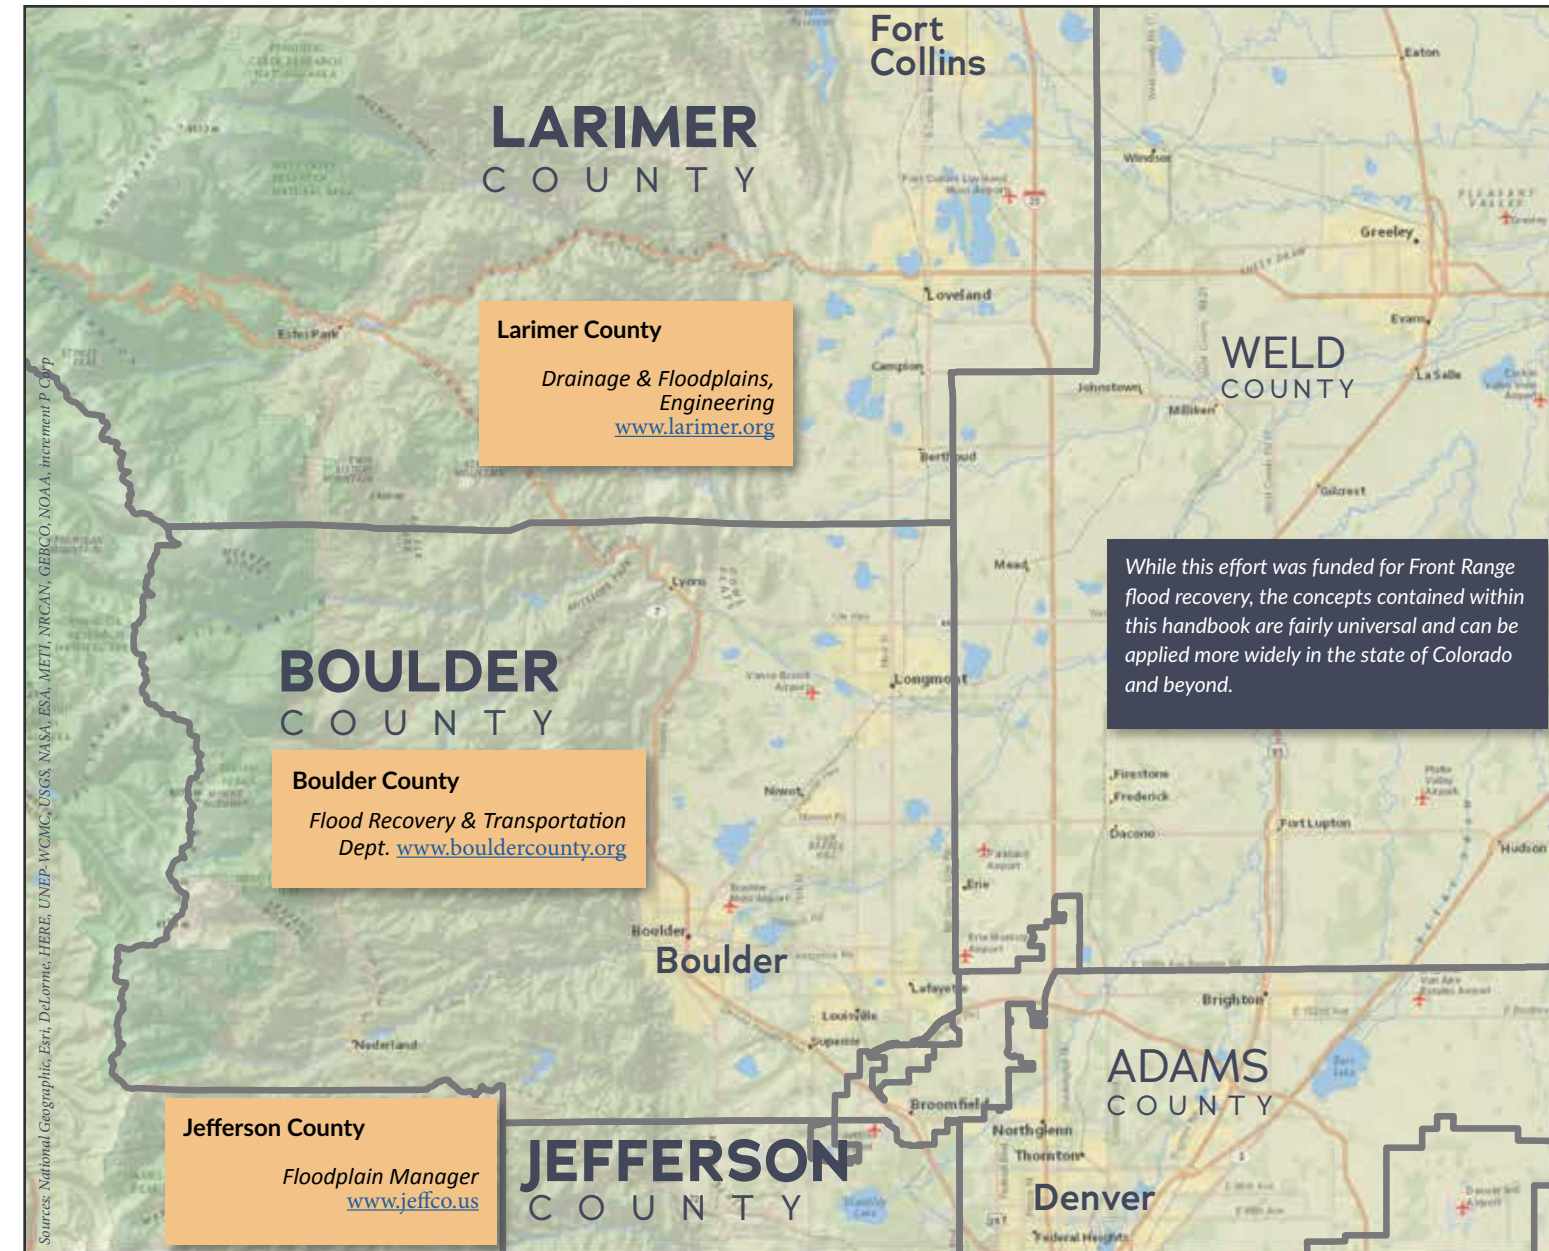 Fort
Collins
Eaton
LARIMER
COUNTY
Windsor
Greeley
Loveland
Estes Park
Evans
Larimer County
Drainage & Floodplains,
Engineering
www.larimer.org
WELD
COUNTY
Campion
La Salle
Johnstown
Milliken
Berthoud
Gilcrest
Mead
Lyons
7
While this effort was funded for Front Range
flood recovery, the concepts contained within
this handbook are fairly universal and can be
applied more widely in the state of Colorado
and beyond.
BOULDER
COUNTY
Longmont
Boulder County
Flood Recovery & Transportation
Dept. www.bouldercounty.org
Firestone
Frederick
Niwot
Dacono
Fort Lupton
Hudson
Erie
Boulder
Boulder
Lafayette
Brighton
Louisville
Superior
Nederland
ADAMS
COUNTY
Broomfield
Jefferson County
Floodplain Manager
www.jeffco.us
JEFFERSON
COUNTY
Northglenn
Thornton
Denver
Federal Heights
Sources: National Geographic, Esri, DeLorme, HERE, UNEP-WCMC, USGS, NASA, ESA, METI, NRCAN, GEBCO, NOAA, increment P Corp